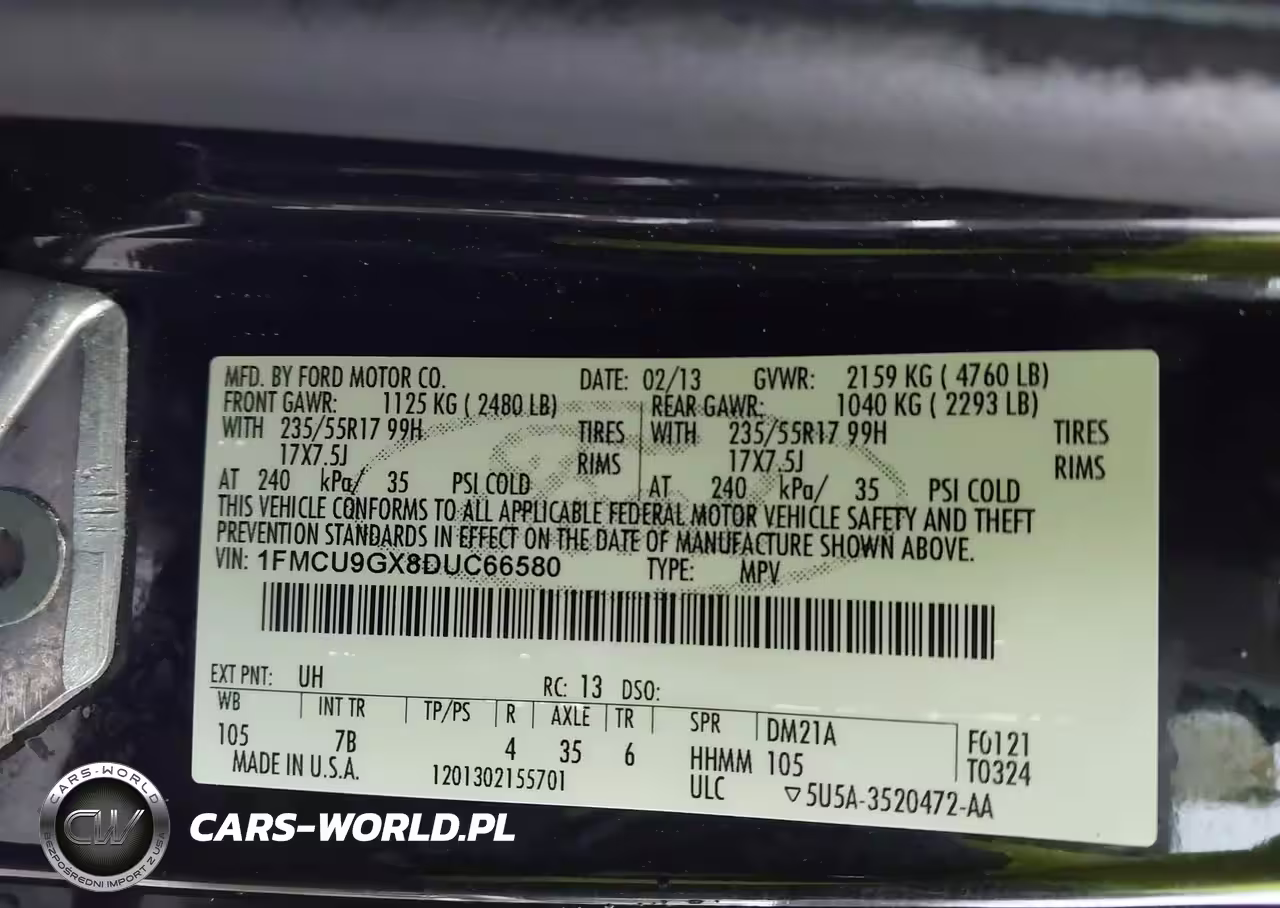 MFD. BY FORD MOTOR CO. DATE: 02/13 GVWR: 2159 KG ( 4760 LB)
FRONT GAWR: 1125 KG ( 2480 LB) REAR GAWR: 1040 KG ( 2293 LB)
WITH 235/55R17 99H TIRES WITH 235/55R17 99H TIRES
17X7.5J RIMS 17X7.5J RIMS
AT 240 kPa/ 35 PSI COLD AT 240 kPa/ 35 PSI COLD
THIS VEHICLE CONFORMS TO ALL APPLICABLE FEDERAL MOTOR VEHICLE SAFETY AND THEFT
PREVENTION STANDARDS IN EFFECT ON THE DATE OF MANUFACTURE SHOWN ABOVE.
VIN: 1FMCU9GX8DUC66580 TYPE: MPV
EXT PNT: UH RC: 13 DSO:
WB INT TR TP/PS R AXLE TR SPR DM21A F0121
105 7B 4 35 6 HHMM 105 T0324
MADE IN U.S.A. 1201302155701 ULC ▽5U5A-3520472-AA
CARS-WORLD
CW
BEZPOŚREDNI IMPORT Z USA
CARS-WORLD.PL